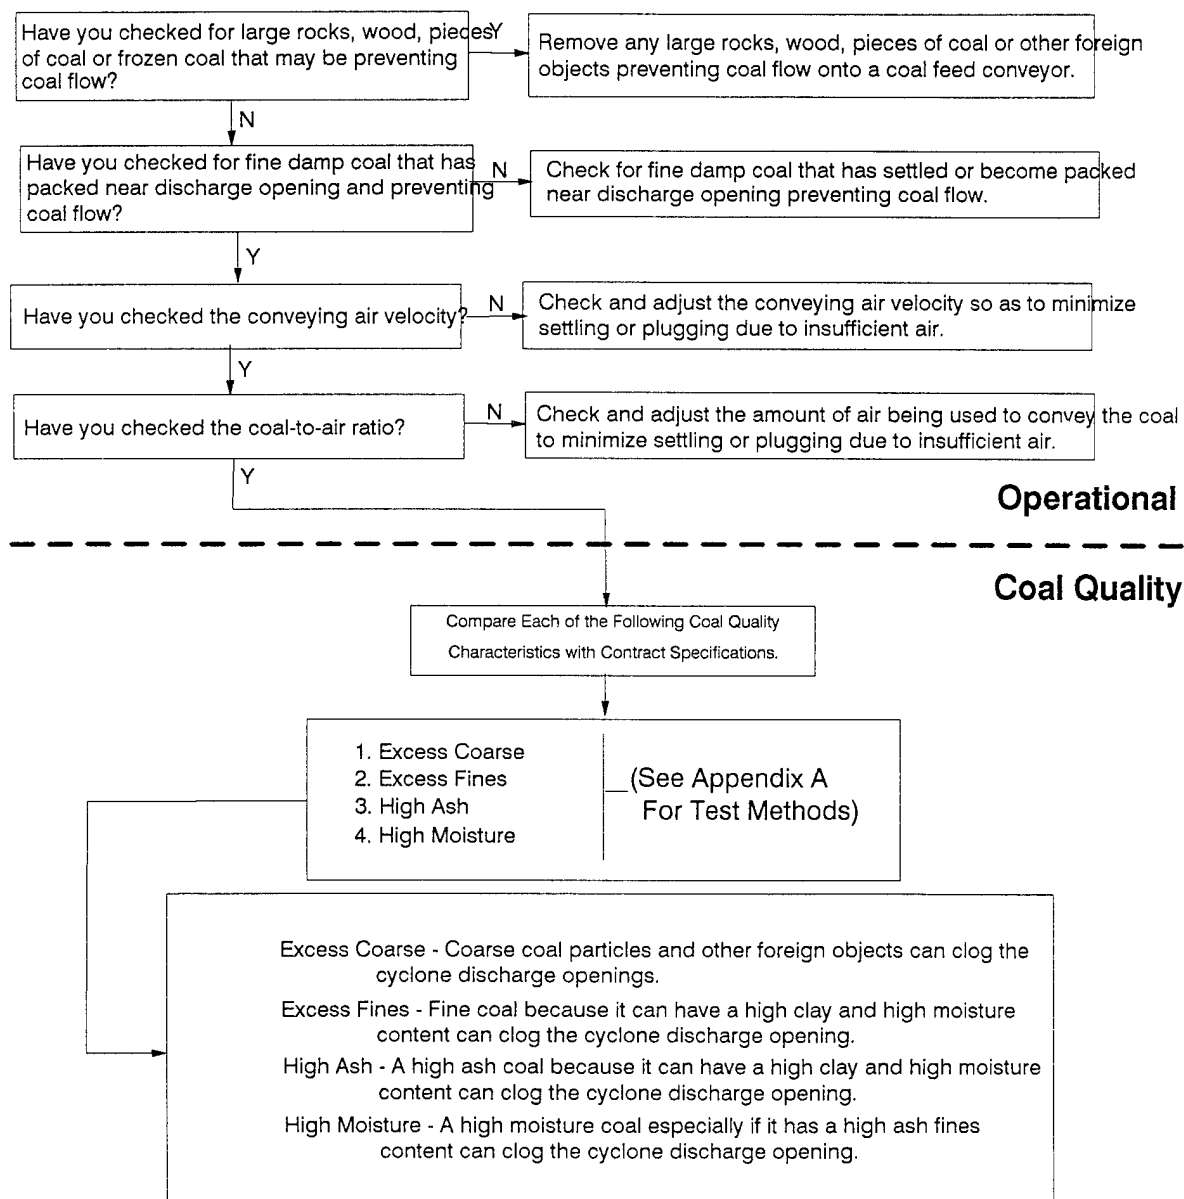 Have you checked for large rocks, wood, pieces
of coal or frozen coal that may be preventing
coal flow?
Y
Remove any large rocks, wood, pieces of coal or other foreign
objects preventing coal flow onto a coal feed conveyor.
N
Have you checked for fine damp coal that has
packed near discharge opening and preventing
coal flow?
N
Check for fine damp coal that has settled or become packed
near discharge opening preventing coal flow.
Y
Have you checked the conveying air velocity?
N
Check and adjust the conveying air velocity so as to minimize
settling or plugging due to insufficient air.
Y
Have you checked the coal-to-air ratio?
N
Check and adjust the amount of air being used to convey the coal
to minimize settling or plugging due to insufficient air.
Y
Operational
Coal Quality
Compare Each of the Following Coal Quality
Characteristics with Contract Specifications.
1. Excess Coarse
2. Excess Fines
3. High Ash
4. High Moisture
(See Appendix A
For Test Methods)
Excess Coarse - Coarse coal particles and other foreign objects can clog the
cyclone discharge openings.
Excess Fines - Fine coal because it can have a high clay and high moisture
content can clog the cyclone discharge opening.
High Ash - A high ash coal because it can have a high clay and high moisture
content can clog the cyclone discharge opening.
High Moisture - A high moisture coal especially if it has a high ash fines
content can clog the cyclone discharge opening.